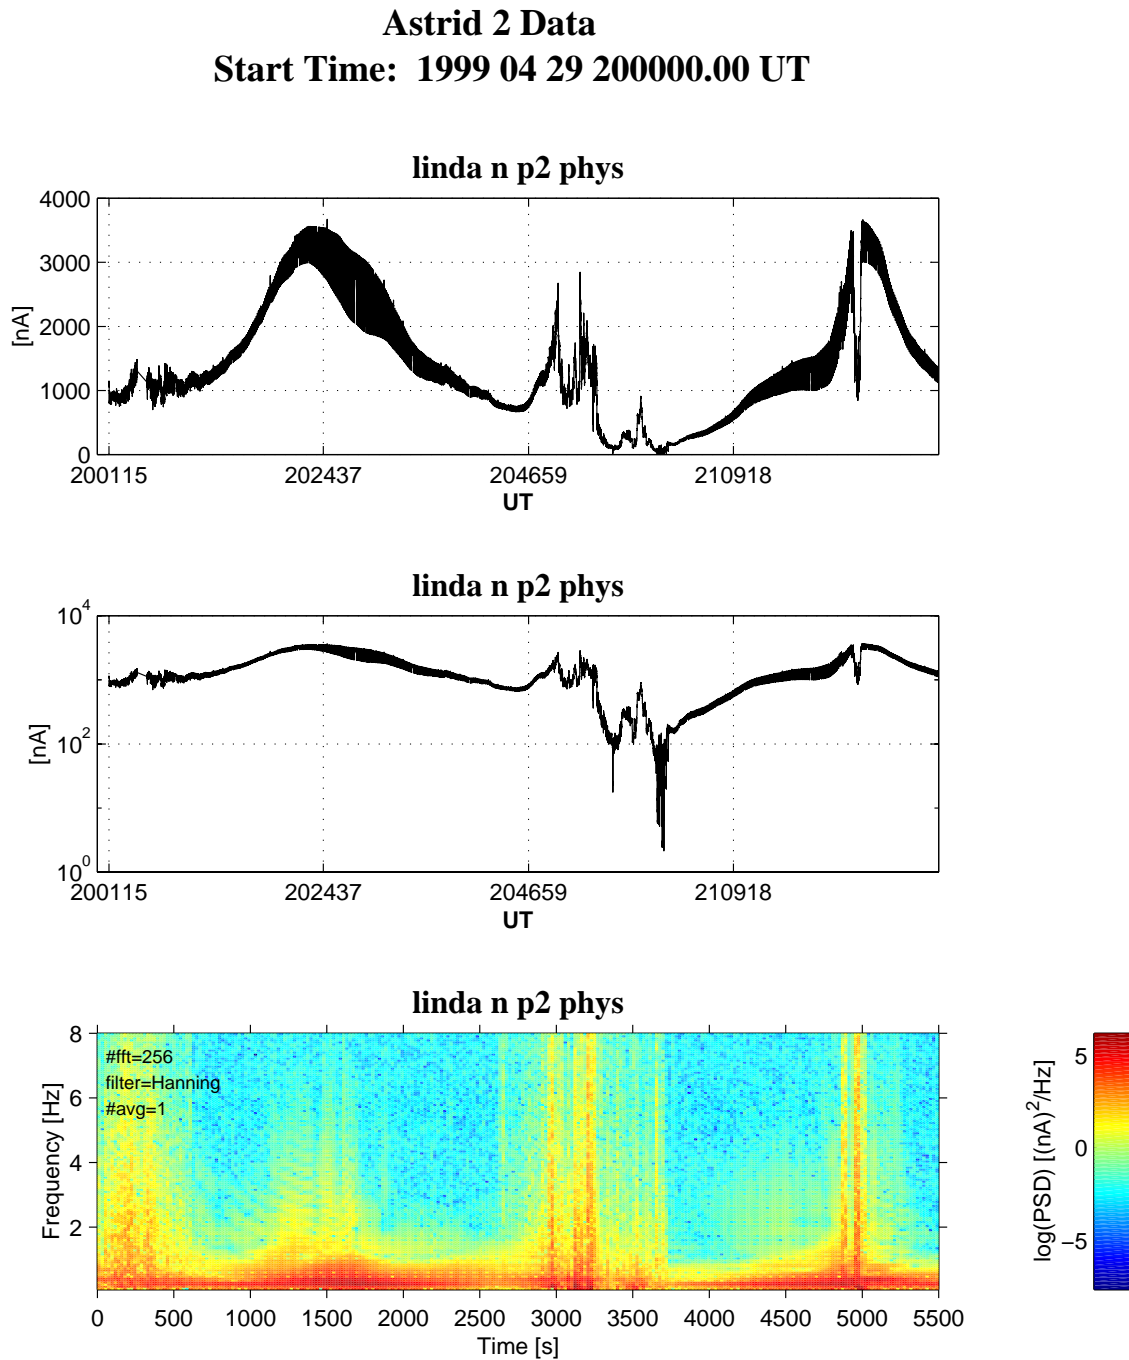 Astrid 2 Data
Start Time: 1999 04 29 200000.00 UT
linda n p2 phys
4000
3000
2000
1000
0
[nA]
200115 202437 204659 210918
UT
linda n p2 phys
10^4
10^2
10^0
[nA]
200115 202437 204659 210918
UT
linda n p2 phys
8
6
4
2
Frequency [Hz]
#fft=256
filter=Hanning
#avg=1
0 500 1000 1500 2000 2500 3000 3500 4000 4500 5000 5500
Time [s]
5
0
−5
log(PSD) [(nA)^2/Hz]